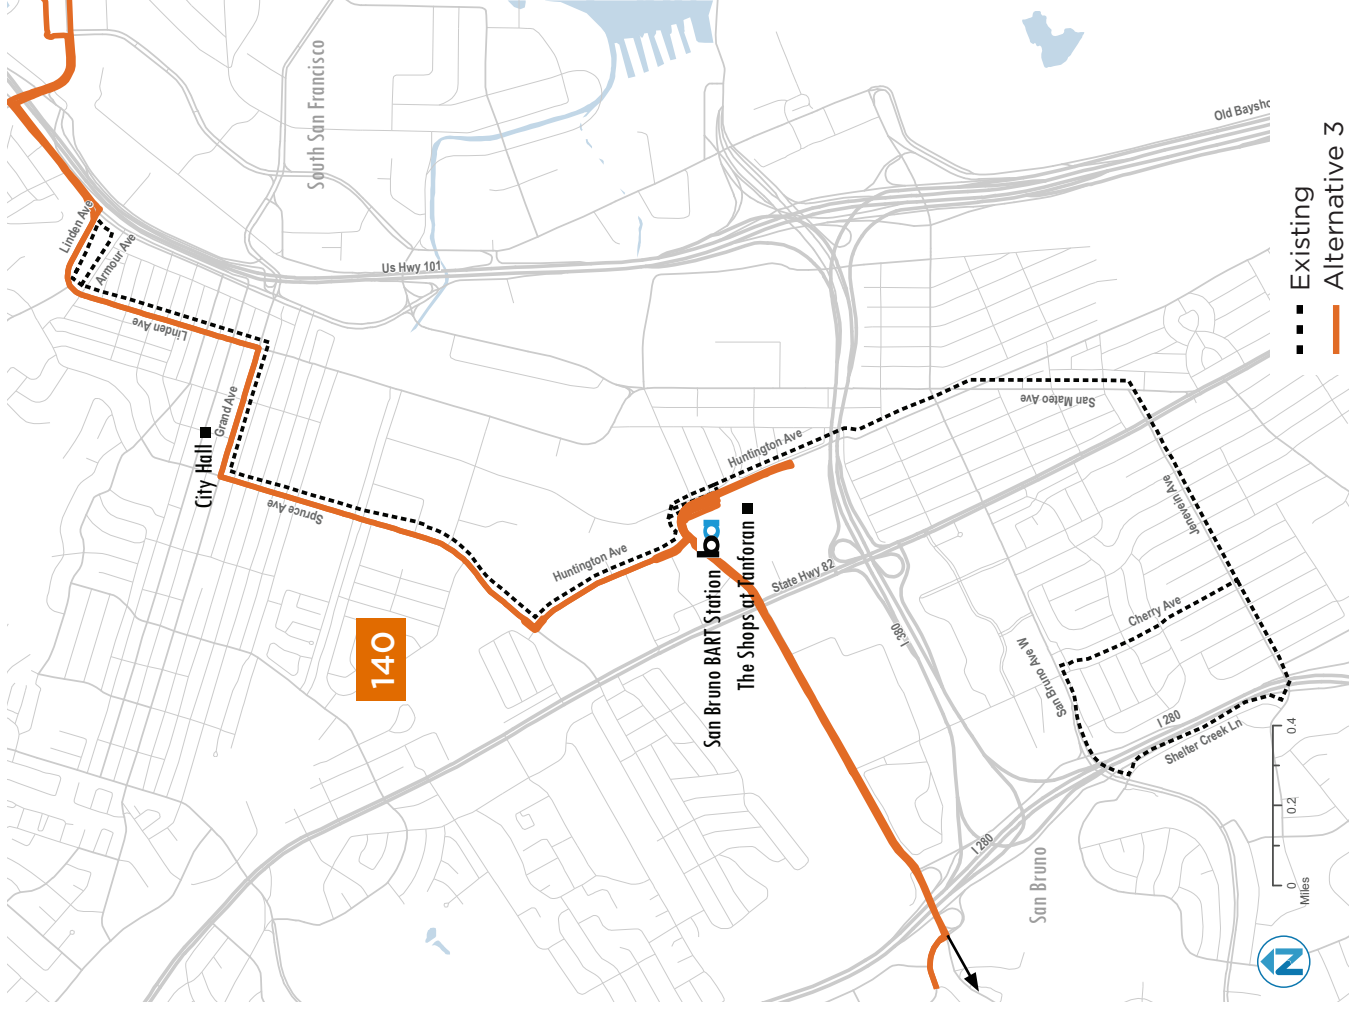 South San Francisco
Old Baysho
Linden Ave
Armour Ave
Us Hwy 101
Linden Ave
Grand Ave
City Hall
Spruce Ave
Huntington Ave
San Mateo Ave
Huntington Ave
ba
San Bruno BART Station
The Shops at Tanforan
State Hwy 82
Jenevein Ave
Cherry Ave
140
I 380
San Bruno Ave W
I 280
Shelter Creek Ln
I 280
San Bruno
Existing
Alternative 3
0 0.2 0.4
Miles
N